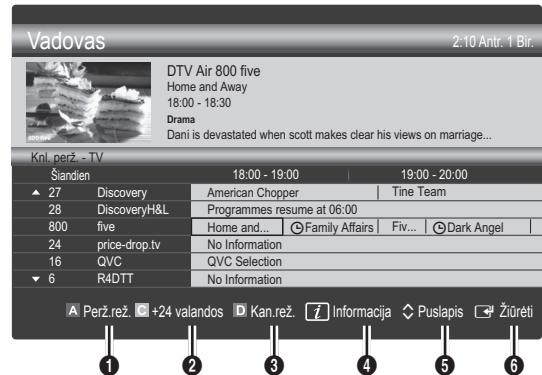 Vadovas 2:10 Antr. 1 Bir.
DTV Air 800 five
Home and Away
18:00 - 18:30
Drama
Dani is devastated when scott makes clear his views on marriage...
800 five
Knl. perž. - TV
Šiandien 18:00 - 19:00 19:00 - 20:00
▲ 27 Discovery American Chopper Tine Team
28 DiscoveryH&L Programmes resume at 06:00
800 five Home and... Family Affairs Fiv... Dark Angel
24 price-drop.tv No Information
16 QVC QVC Selection
▼ 6 R4DTT No Information
A Perž.rež. C +24 valandos D Kan.rež. i Informacija Puslapis Žiūrėti
1 2 3 4 5 6